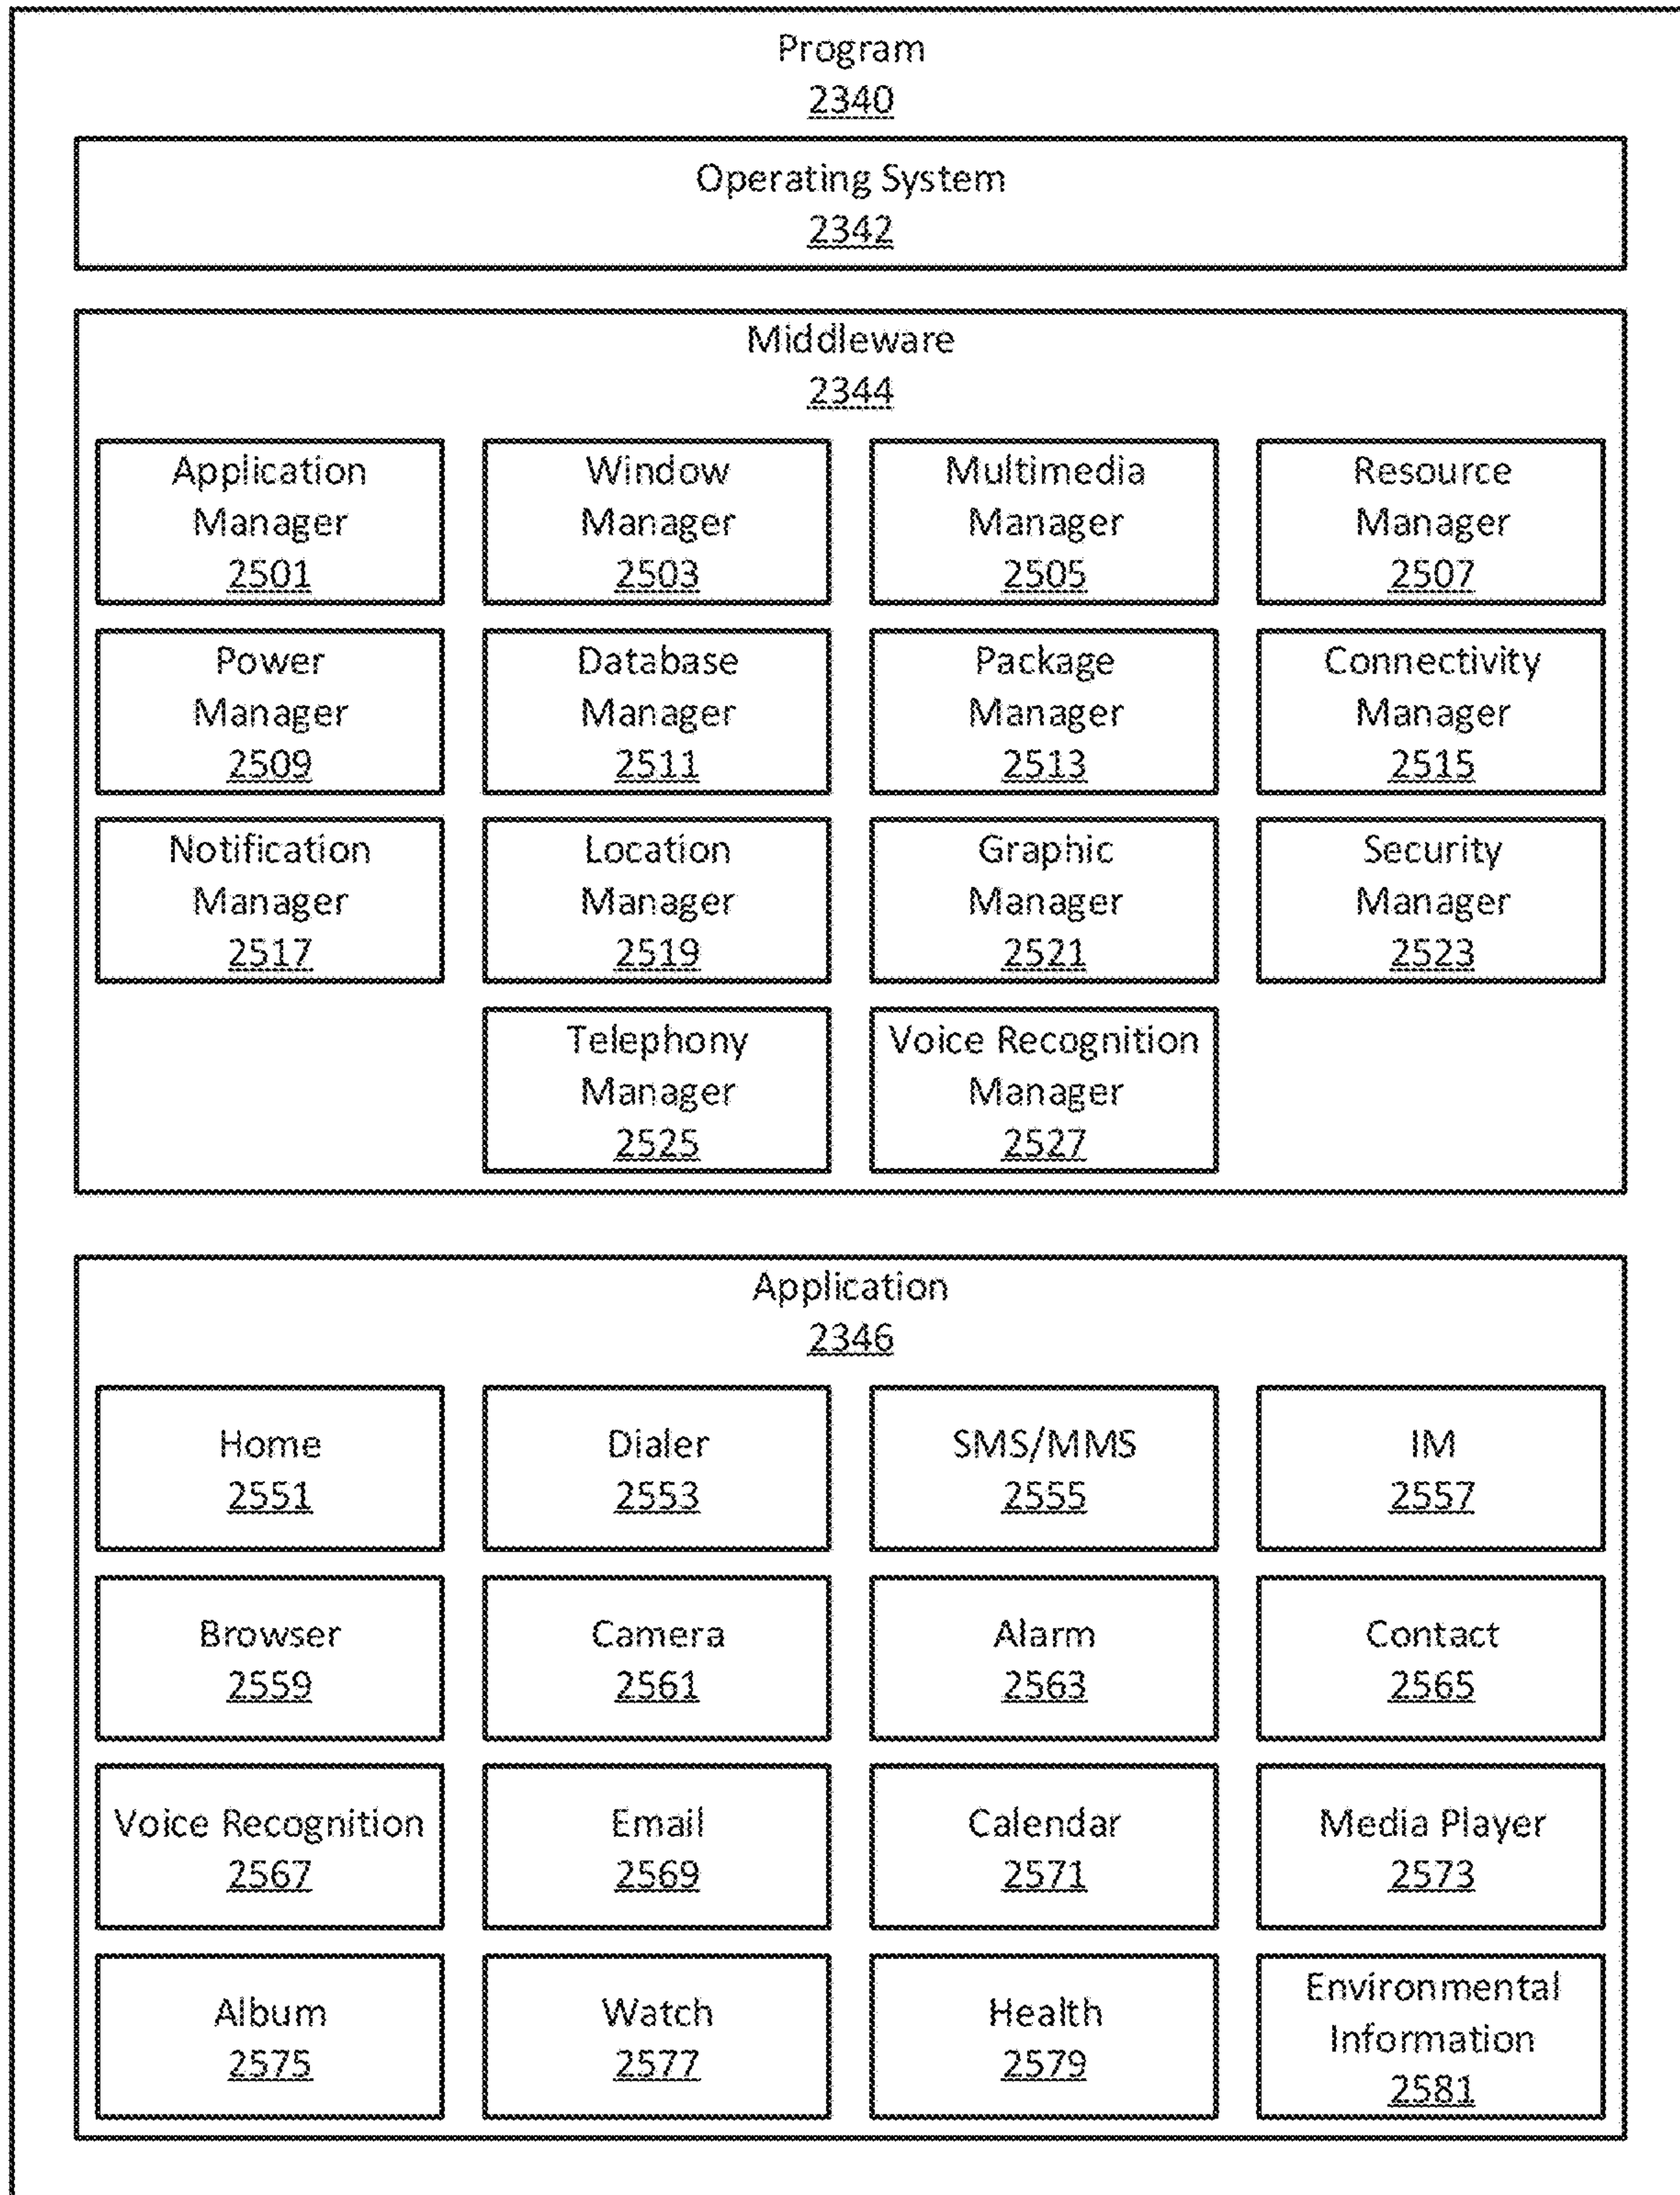 Program
2340
Operating System
2342
Middleware
2344
Application
Manager
2501
Window
Manager
2503
Multimedia
Manager
2505
Resource
Manager
2507
Power
Manager
2509
Database
Manager
2511
Package
Manager
2513
Connectivity
Manager
2515
Notification
Manager
2517
Location
Manager
2519
Graphic
Manager
2521
Security
Manager
2523
Telephony
Manager
2525
Voice Recognition
Manager
2527
Application
2346
Home
2551
Dialer
2553
SMS/MMS
2555
IM
2557
Browser
2559
Camera
2561
Alarm
2563
Contact
2565
Voice Recognition
2567
Email
2569
Calendar
2571
Media Player
2573
Album
2575
Watch
2577
Health
2579
Environmental
Information
2581